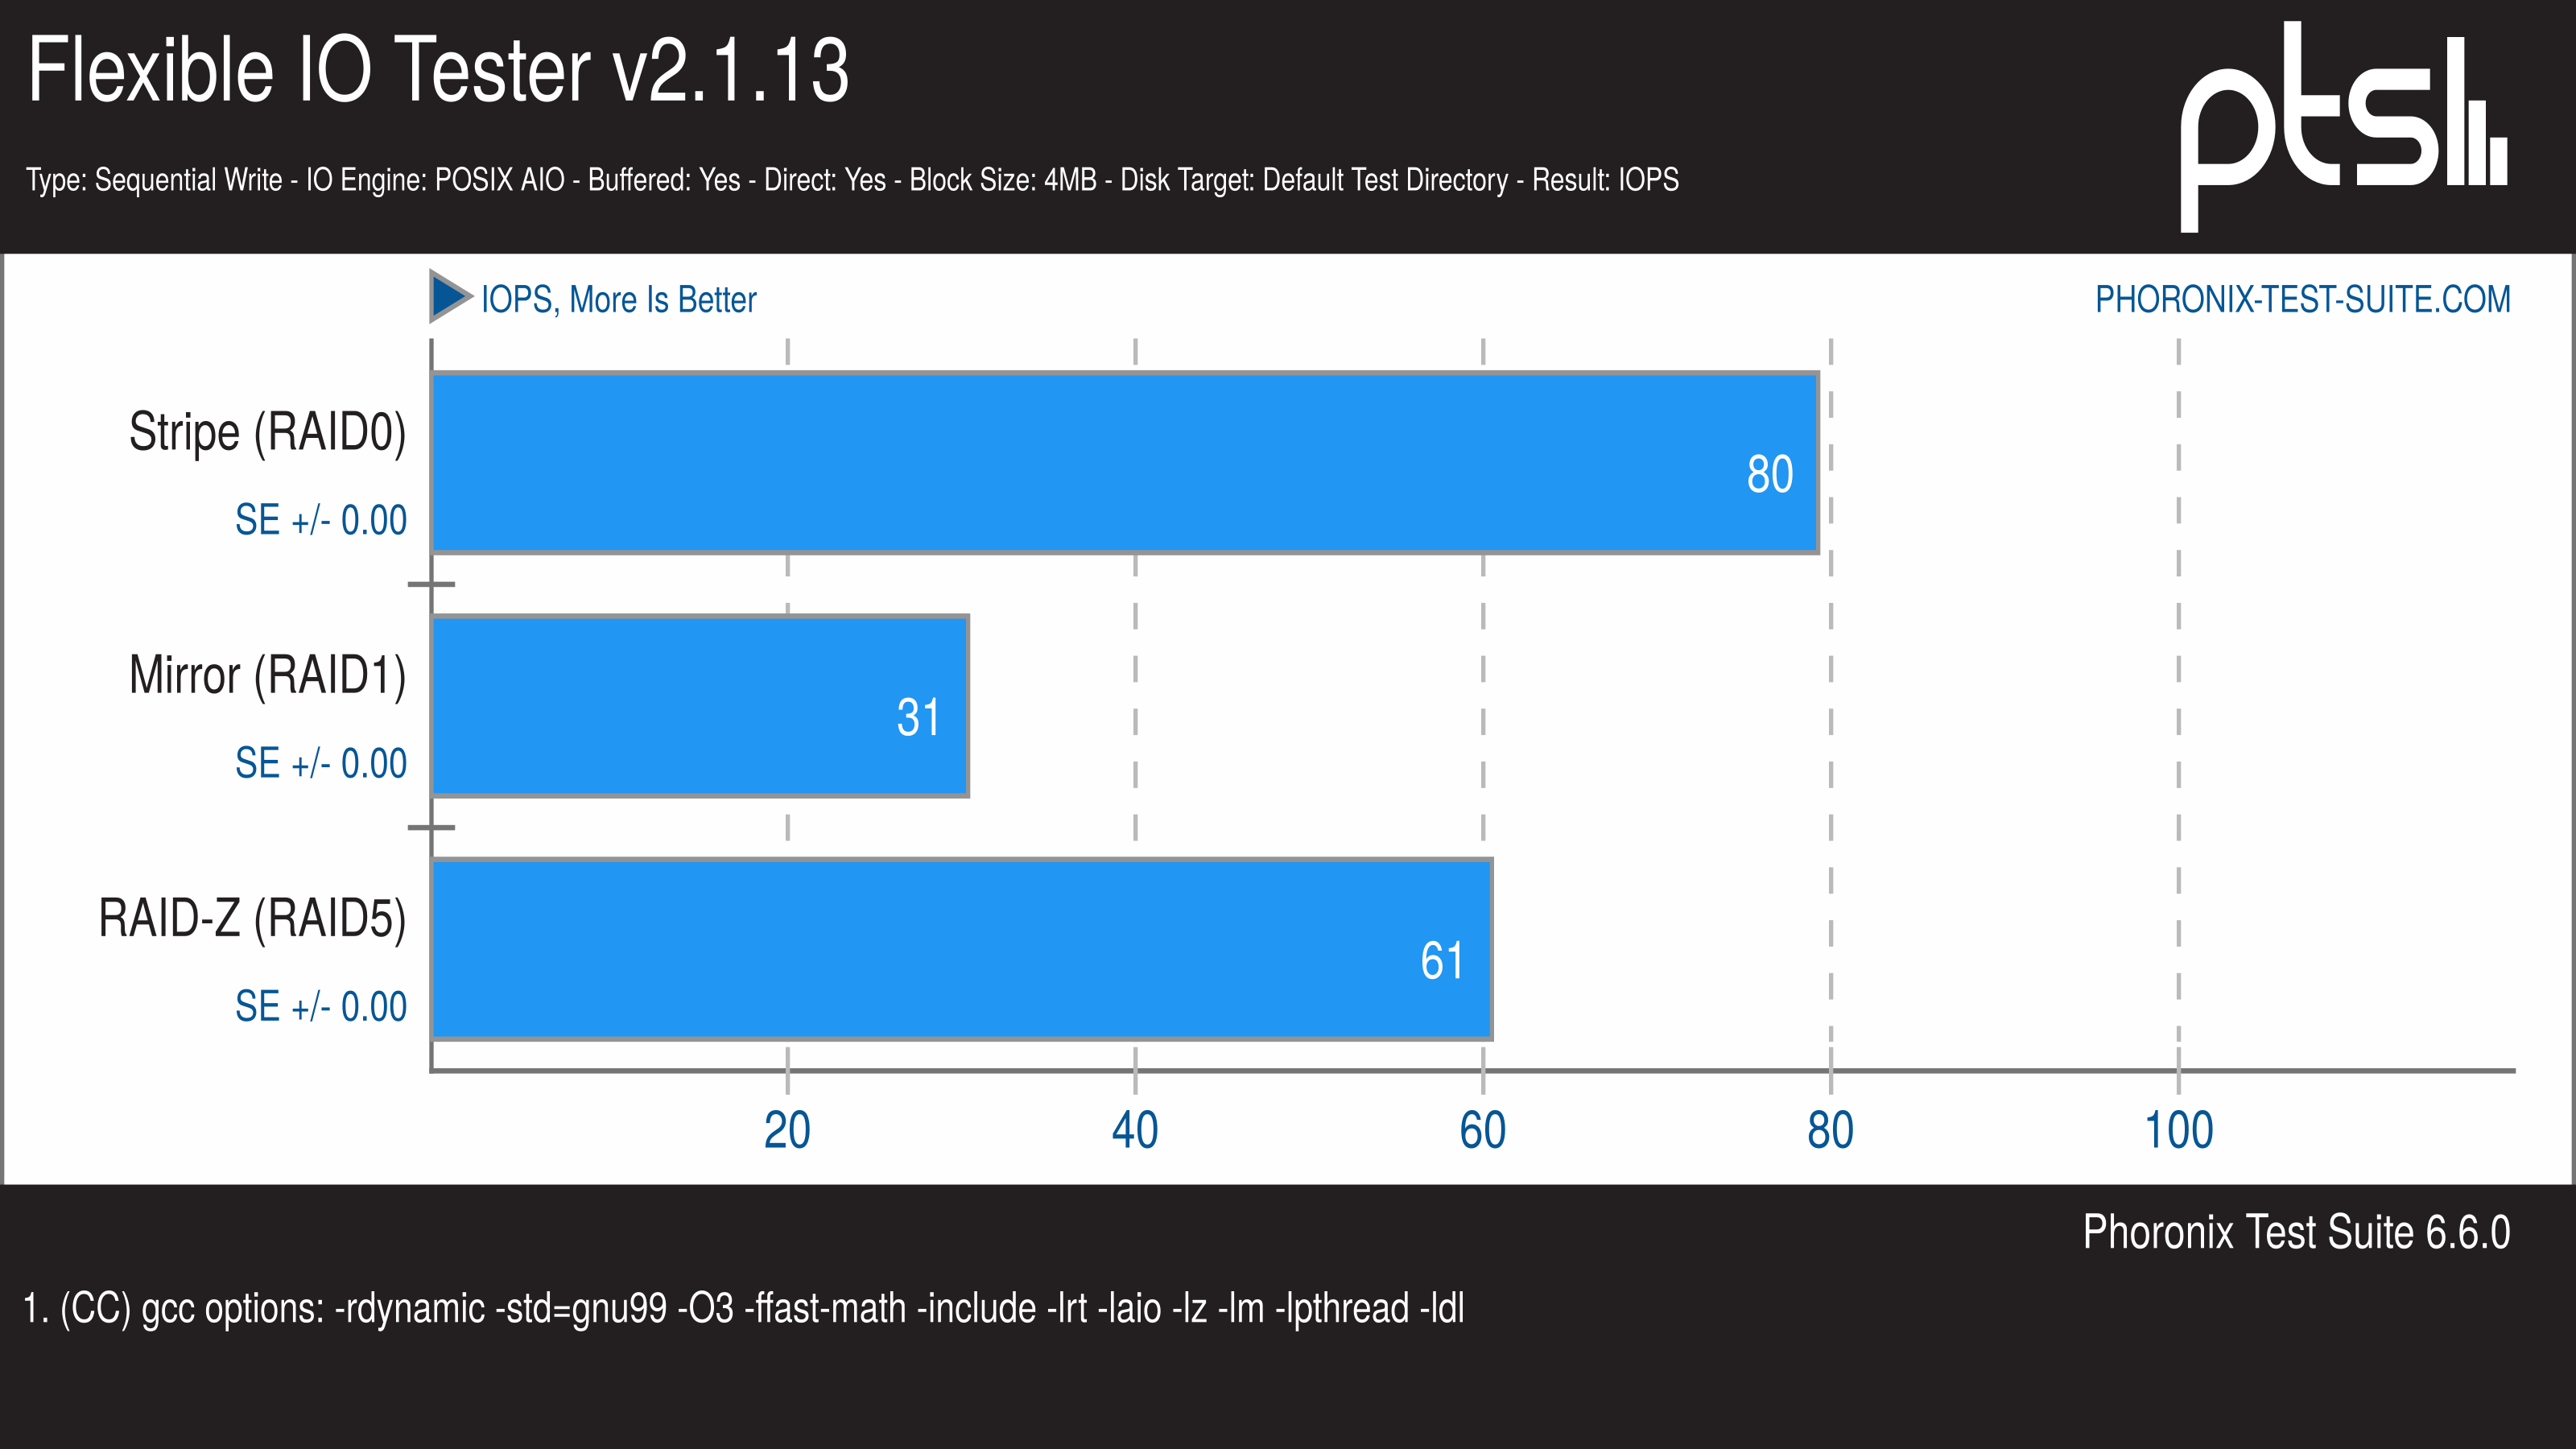 Flexible IO Tester v2.1.13
pts
Type: Sequential Write - IO Engine: POSIX AIO - Buffered: Yes - Direct: Yes - Block Size: 4MB - Disk Target: Default Test Directory - Result: IOPS
IOPS, More Is Better
PHORONIX-TEST-SUITE.COM
Stripe (RAID0)
80
SE +/- 0.00
Mirror (RAID1)
31
SE +/- 0.00
RAID-Z (RAID5)
61
SE +/- 0.00
20 40 60 80 100
Phoronix Test Suite 6.6.0
1. (CC) gcc options: -rdynamic -std=gnu99 -O3 -ffast-math -include -lrt -laio -lz -lm -lpthread -ldl